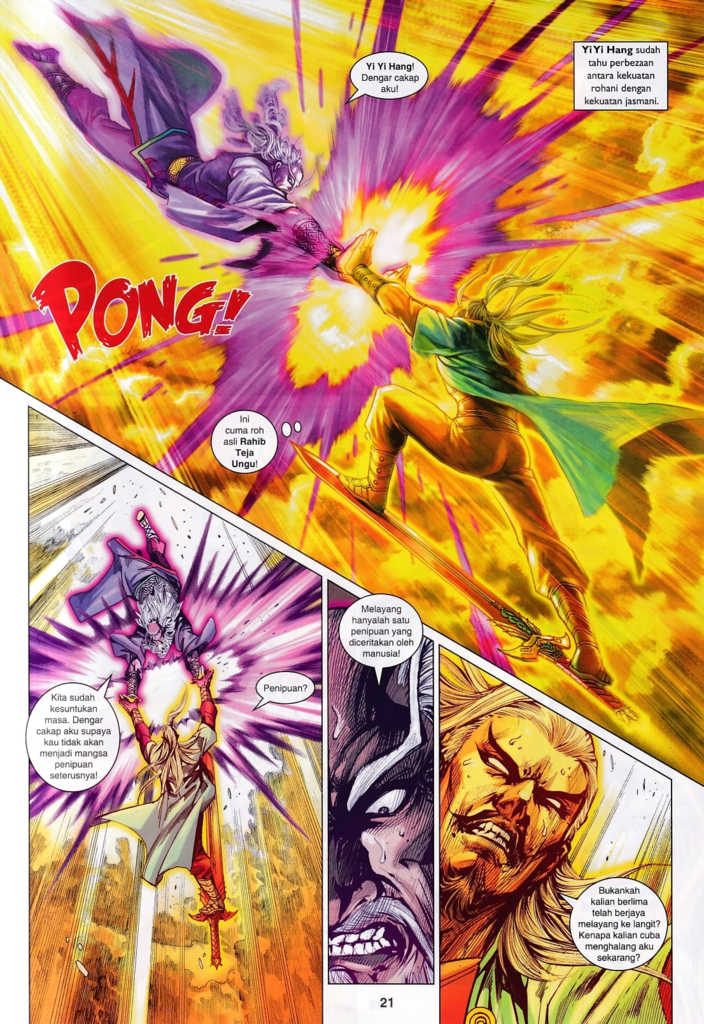 Yi Yi Hang!
Dengar cakap
aku!
YiYi Hang sudah
tahu perbezaan
antara kekuatan
rohani dengan
kekuatan jasmani.
PONG!
Ini
cuma roh
asli Rahib
Teja
Ungu!
Kita sudah
kesuntukan
masa. Dengar
cakap aku supaya
kau tidak akan
menjadi mangsa
penipuan
seterusnya!
Penipuan?
Melayang
hanyalah satu
penipuan yang
diceritakan oleh
manusia!
Bukankah
kalian berlima
telah berjaya
melayang ke langit?
Kenapa kalian cuba
menghalang aku
sekarang?
21